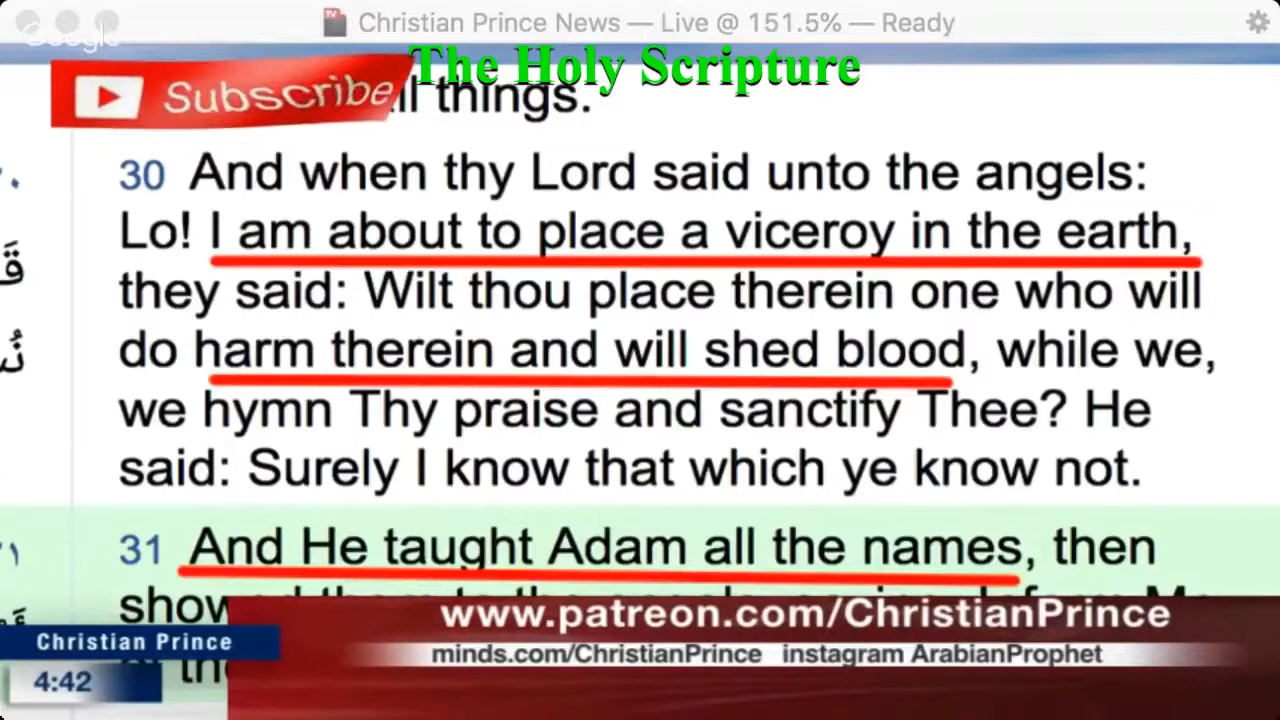 Christian Prince News — Live @ 151.5% — Ready
Google
The Holy Scripture
Subscribe
ll things.
30 And when thy Lord said unto the angels:
Lo! I am about to place a viceroy in the earth,
they said: Wilt thou place therein one who will
do harm therein and will shed blood, while we,
we hymn Thy praise and sanctify Thee? He
said: Surely I know that which ye know not.
31 And He taught Adam all the names, then
www.patreon.com/ChristianPrince
Christian Prince
minds.com/ChristianPrince instagram ArabianProphet
4:42